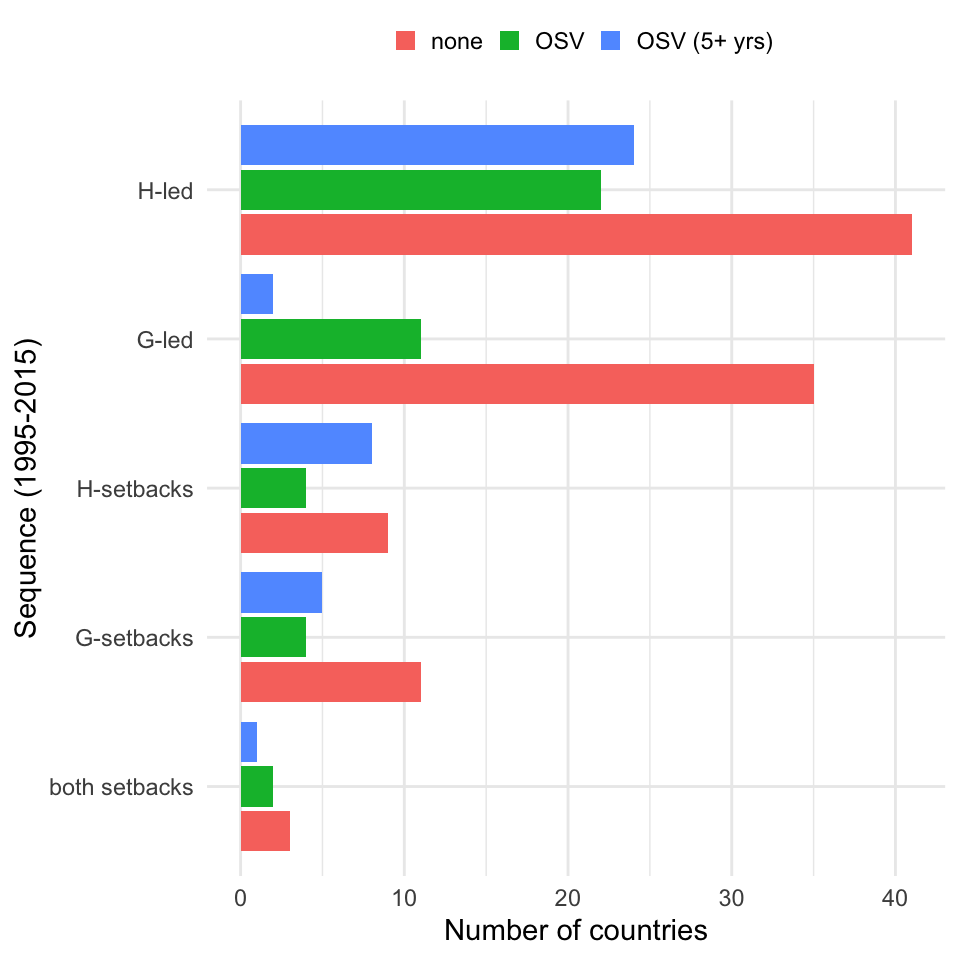 none OSV OSV (5+ yrs)
H-led
G-led
H-setbacks
G-setbacks
both setbacks
Sequence (1995-2015)
0 10 20 30 40
Number of countries